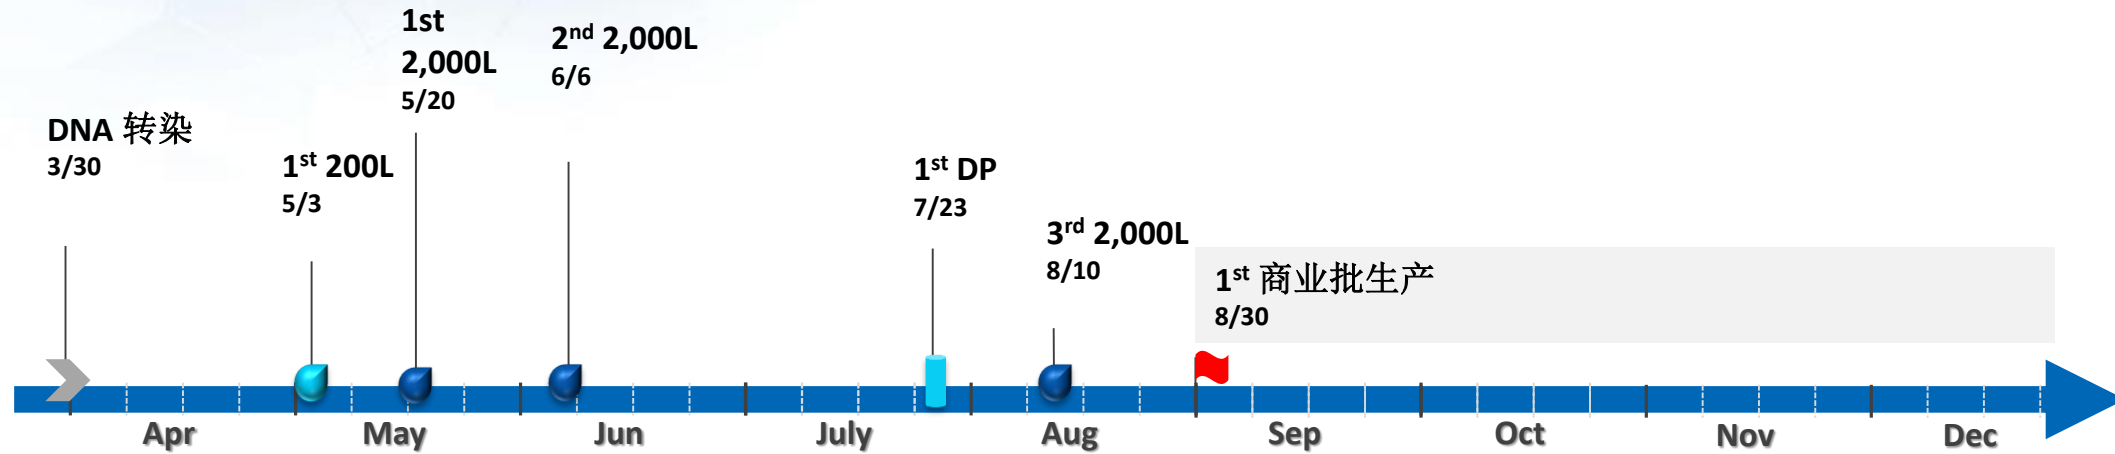 DNA 转染
3/30
1st 200L
5/3
1st
2,000L
5/20
2nd 2,000L
6/6
1st DP
7/23
3rd 2,000L
8/10
1st 商业批生产
8/30
Apr
May
Jun
July
Aug
Sep
Oct
Nov
Dec